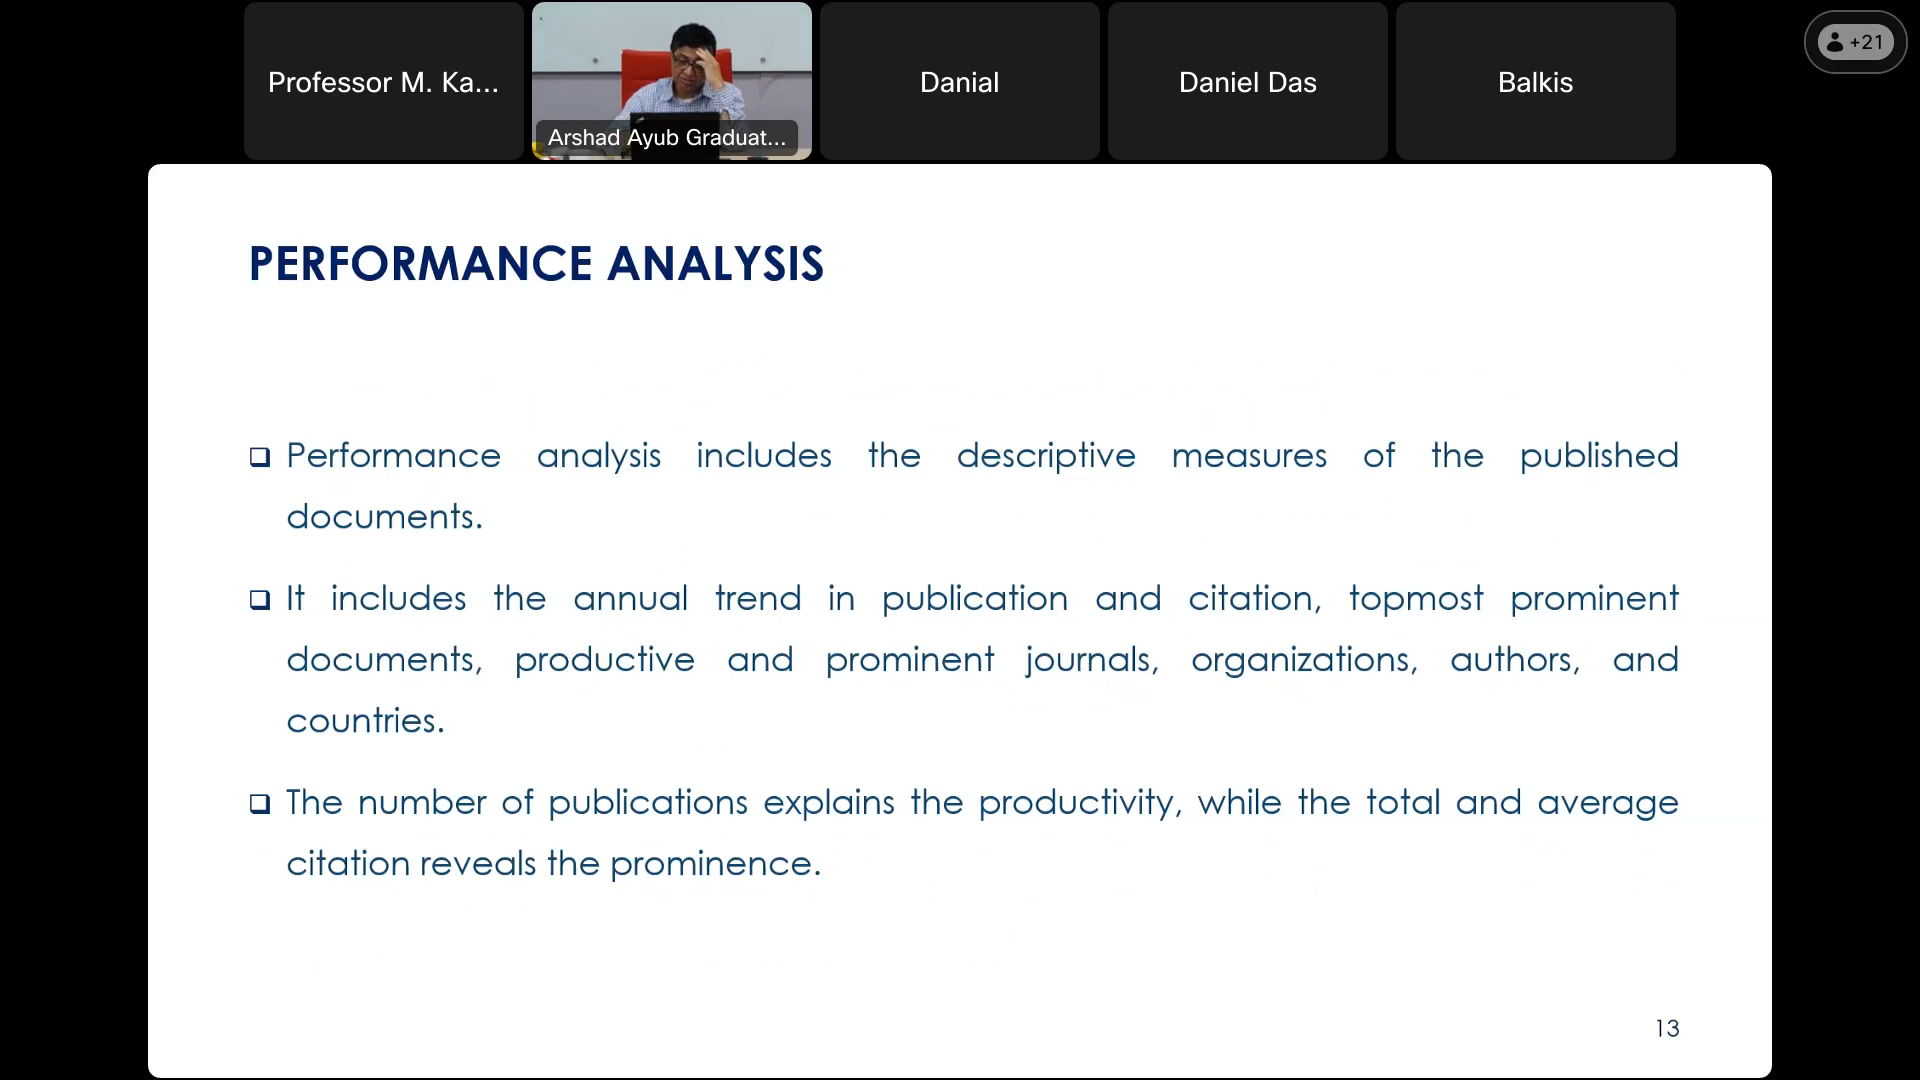 Professor M. Ka...
Arshad Ayub Graduat...
Danial
Daniel Das
Balkis
+21
PERFORMANCE ANALYSIS
Performance analysis includes the descriptive measures of the published
documents.
It includes the annual trend in publication and citation, topmost prominent
documents, productive and prominent journals, organizations, authors, and
countries.
The number of publications explains the productivity, while the total and average
citation reveals the prominence.
13